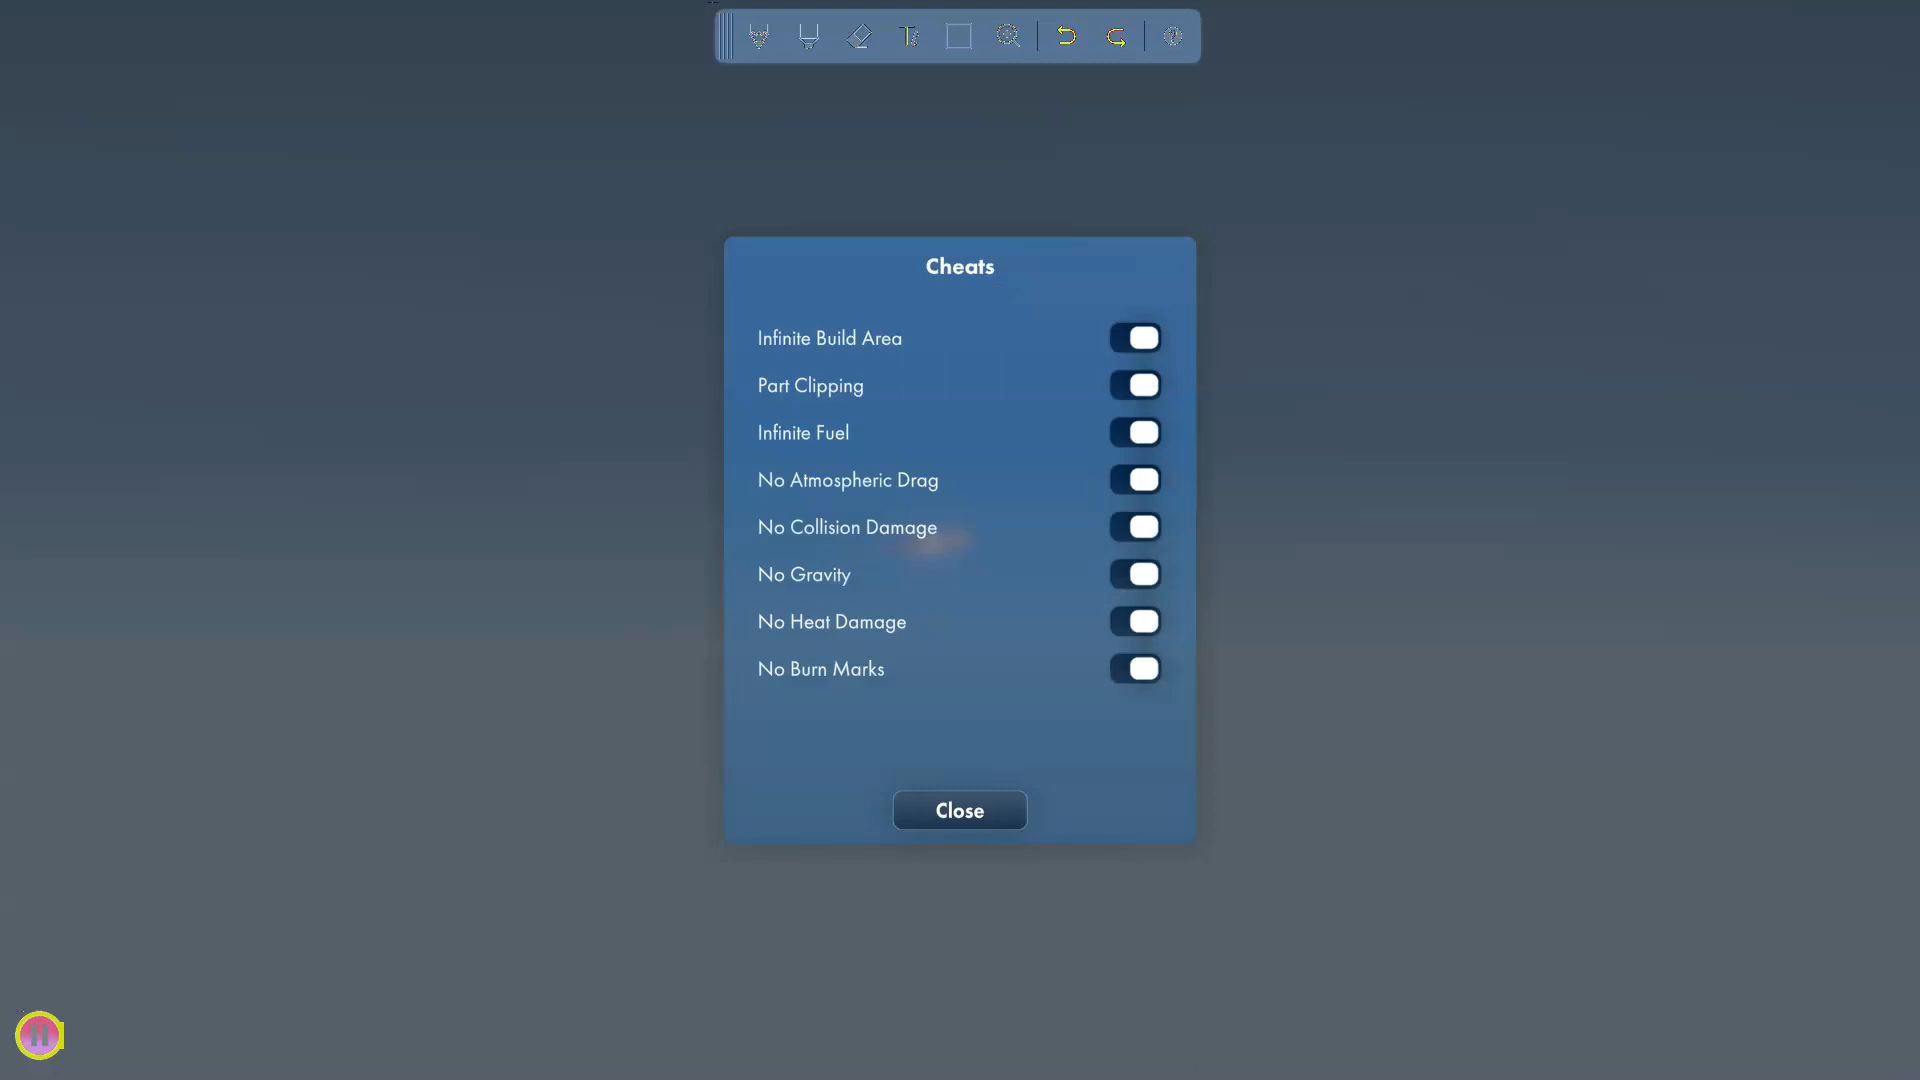 Cheats
Infinite Build Area
Part Clipping
Infinite Fuel
No Atmospheric Drag
No Collision Damage
No Gravity
No Heat Damage
No Burn Marks
Close